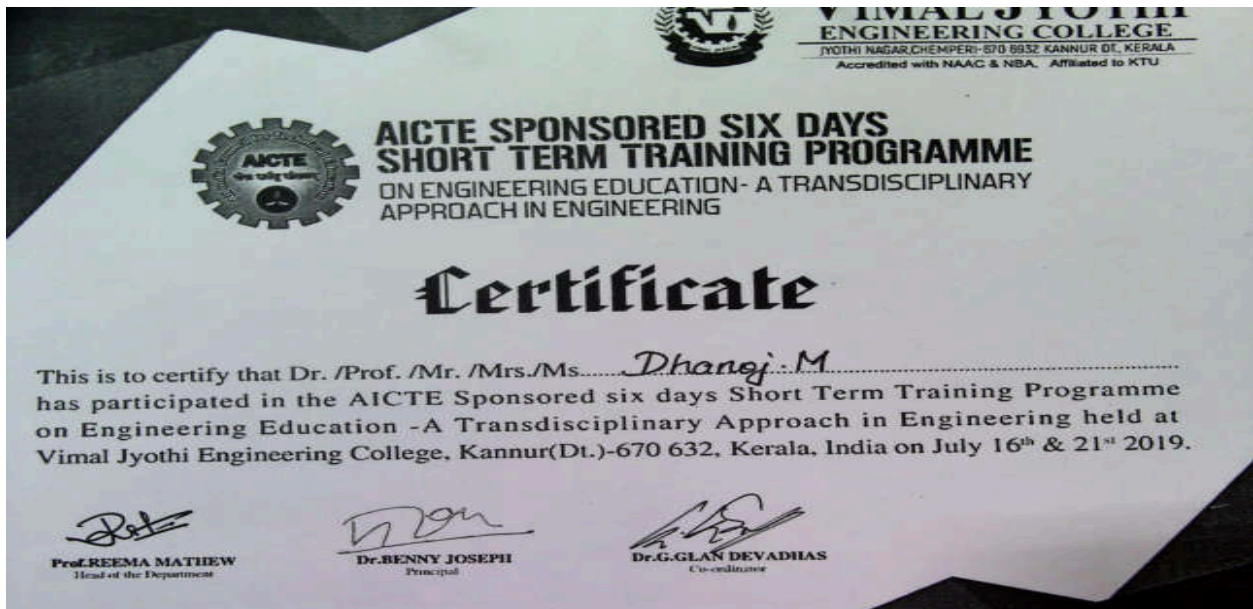 VIMAL JYOTHI
ENGINEERING COLLEGE
JYOTHI NAGAR,CHEMPERI-670 6932 KANNUR DT., KERALA
Accredited with NAAC & NBA, Affiliated to KTU
AICTE
AICTE SPONSORED SIX DAYS
SHORT TERM TRAINING PROGRAMME
ON ENGINEERING EDUCATION- A TRANSDISCIPLINARY
APPROACH IN ENGINEERING
Certificate
This is to certify that Dr. /Prof. /Mr. /Mrs./Ms...... Dhanoj.M
has participated in the AICTE Sponsored six days Short Term Training Programme
on Engineering Education -A Transdisciplinary Approach in Engineering held at
Vimal Jyothi Engineering College, Kannur(Dt.)-670 632, Kerala, India on July 16th & 21st 2019.
Prof.REEMA MATHEW
Head of the Department
Dr.BENNY JOSEPH
Principal
Dr.G.GLAN DEVADHAS
Co-ordinator